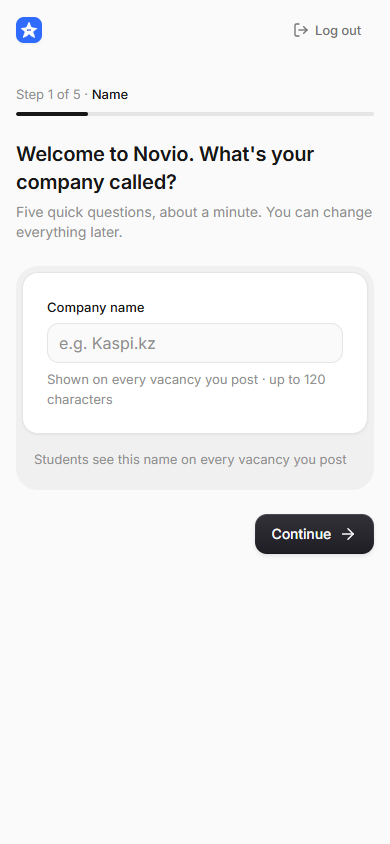 Log out
Step 1 of 5 · Name
Welcome to Novio. What's your
company called?
Five quick questions, about a minute. You can change
everything later.
Company name
e.g. Kaspi.kz
Shown on every vacancy you post · up to 120
characters
Students see this name on every vacancy you post
Continue